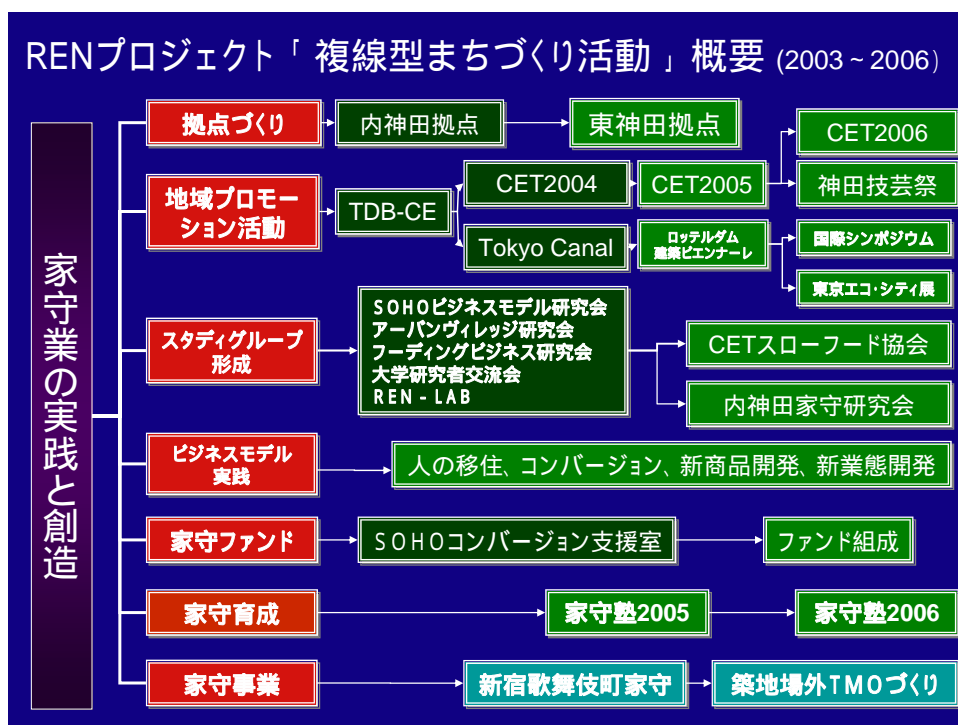 RENプロジェクト「 複線型まちづくり活動 」概要 (2003 ~ 2006)
家守業の実践と創造
拠点づくり
内神田拠点
東神田拠点
地域プロモー
ション活動
TDB-CE
CET2004
CET2005
CET2006
神田技芸祭
Tokyo Canal
ロッテルダム
建築ビエンナーレ
国際シンポジウム
東京エコ・シティ展
スタディグループ
形成
SOHOビジネスモデル研究会
アーバンヴィレッジ研究会
フーディングビジネス研究会
大学研究者交流会
REN-LAB
CETスローフード協会
内神田家守研究会
ビジネスモデル
実践
人の移住、コンバージョン、新商品開発、新業態開発
家守ファンド
SOHOコンバージョン支援室
ファンド組成
家守育成
家守塾2005
家守塾2006
家守事業
新宿歌舞伎町家守
築地場外TMOづくり